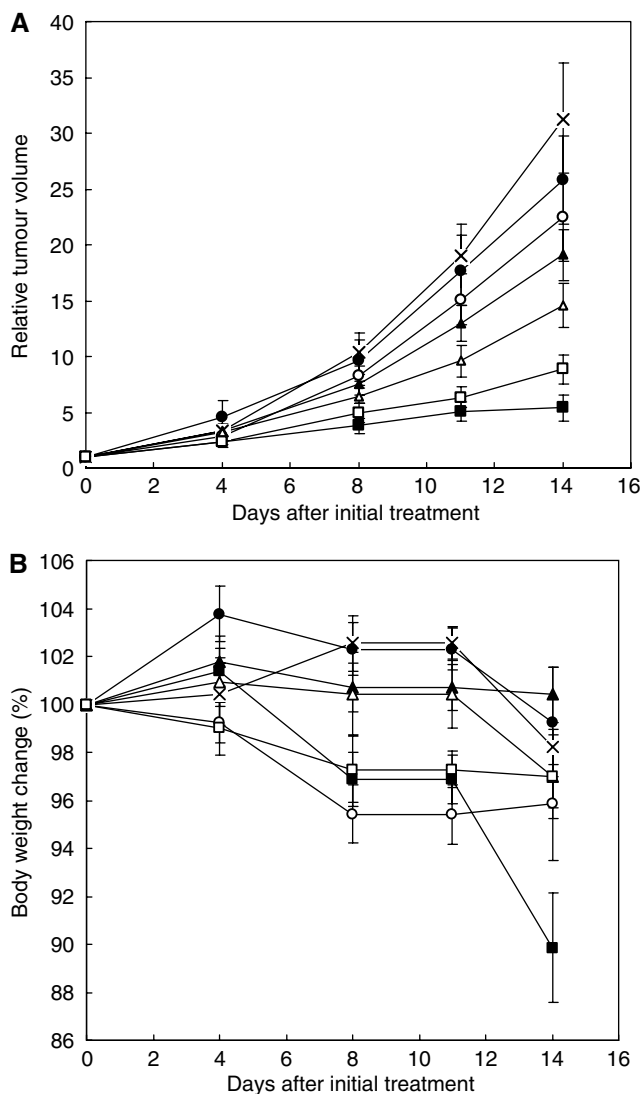 A
40
35
30
25
20
15
10
5
0
Relative tumour volume
0 2 4 6 8 10 12 14 16
Days after initial treatment
B
106
104
102
100
98
96
94
92
90
88
86
Body weight change (%)
0 2 4 6 8 10 12 14 16
Days after initial treatment